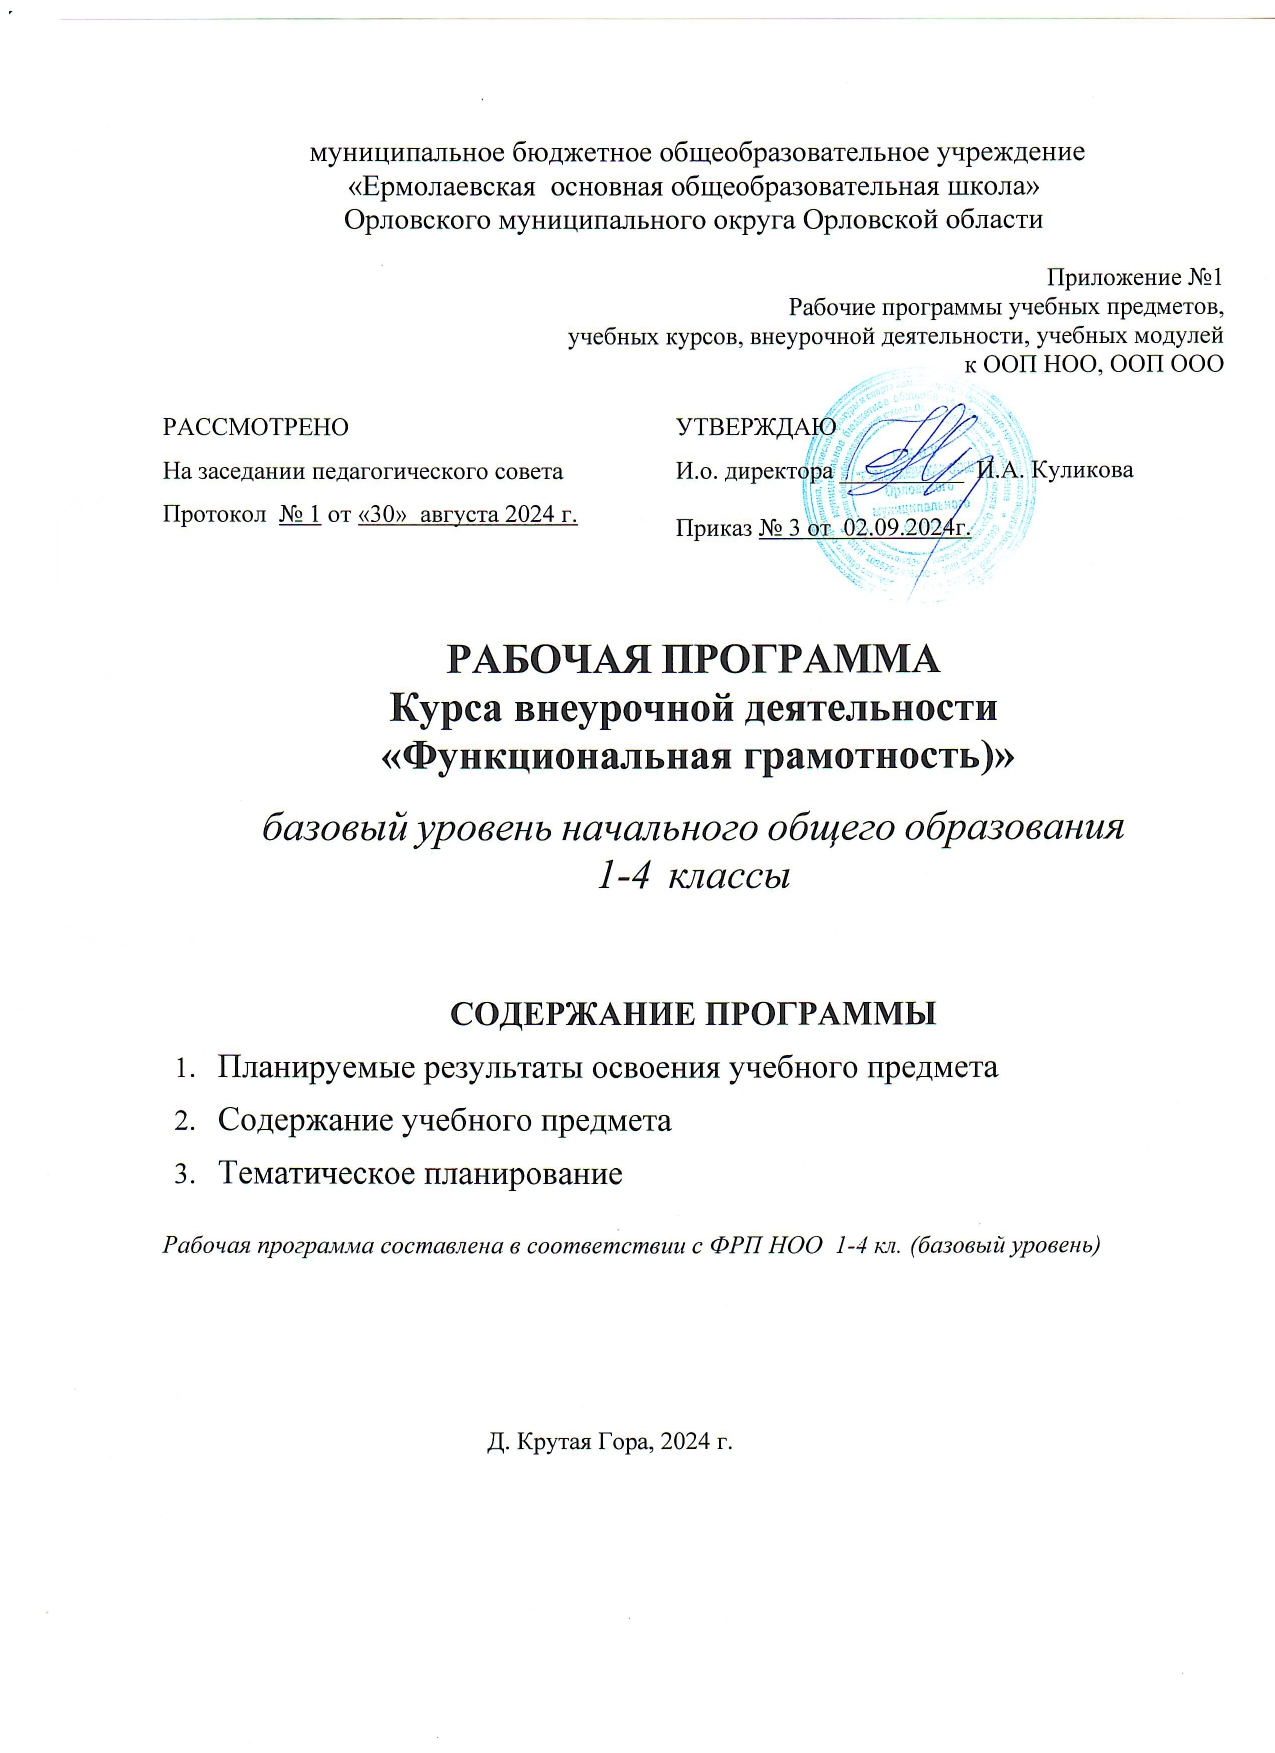 муниципальное бюджетное общеобразовательное учреждение
«Ермолаевская основная общеобразовательная школа»
Орловского муниципального округа Орловской области
Приложение №1
Рабочие программы учебных предметов,
учебных курсов, внеурочной деятельности, учебных модулей
к ООП НОО, ООП ООО
РАССМОТРЕНО
На заседании педагогического совета
Протокол № 1 от «30» августа 2024 г.
УТВЕРЖДАЮ
И.о. директора __________ И.А. Куликова
Приказ № 3 от 02.09.2024г.
Орловского
муниципального
РАБОЧАЯ ПРОГРАММА
Курса внеурочной деятельности
«Функциональная грамотность)»
базовый уровень начального общего образования
1-4 классы
СОДЕРЖАНИЕ ПРОГРАММЫ
1. Планируемые результаты освоения учебного предмета
2. Содержание учебного предмета
3. Тематическое планирование
Рабочая программа составлена в соответствии с ФРП НОО 1-4 кл. (базовый уровень)
Д. Крутая Гора, 2024 г.